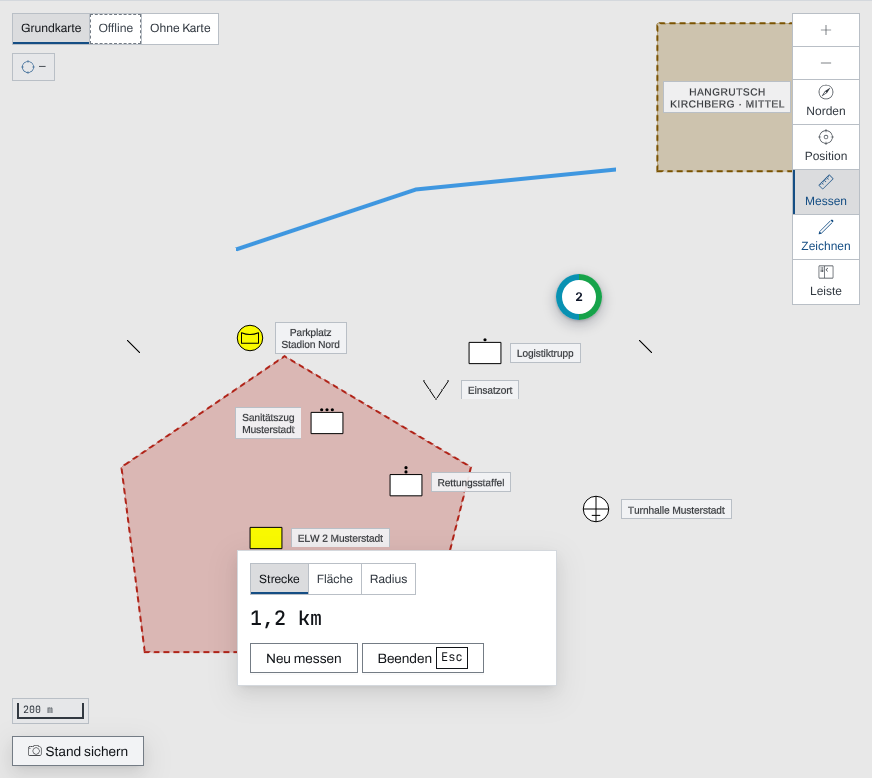 Grundkarte Offline Ohne Karte
–
HANGRUTSCH
KIRCHBERG · MITTEL
Norden
Position
Messen
Zeichnen
Leiste
2
Parkplatz
Stadion Nord
Logistiktrupp
Einsatzort
Sanitätszug
Musterstadt
Rettungsstaffel
Turnhalle Musterstadt
ELW 2 Musterstadt
Strecke Fläche Radius
1,2 km
Neu messen Beenden Esc
200 m
Stand sichern